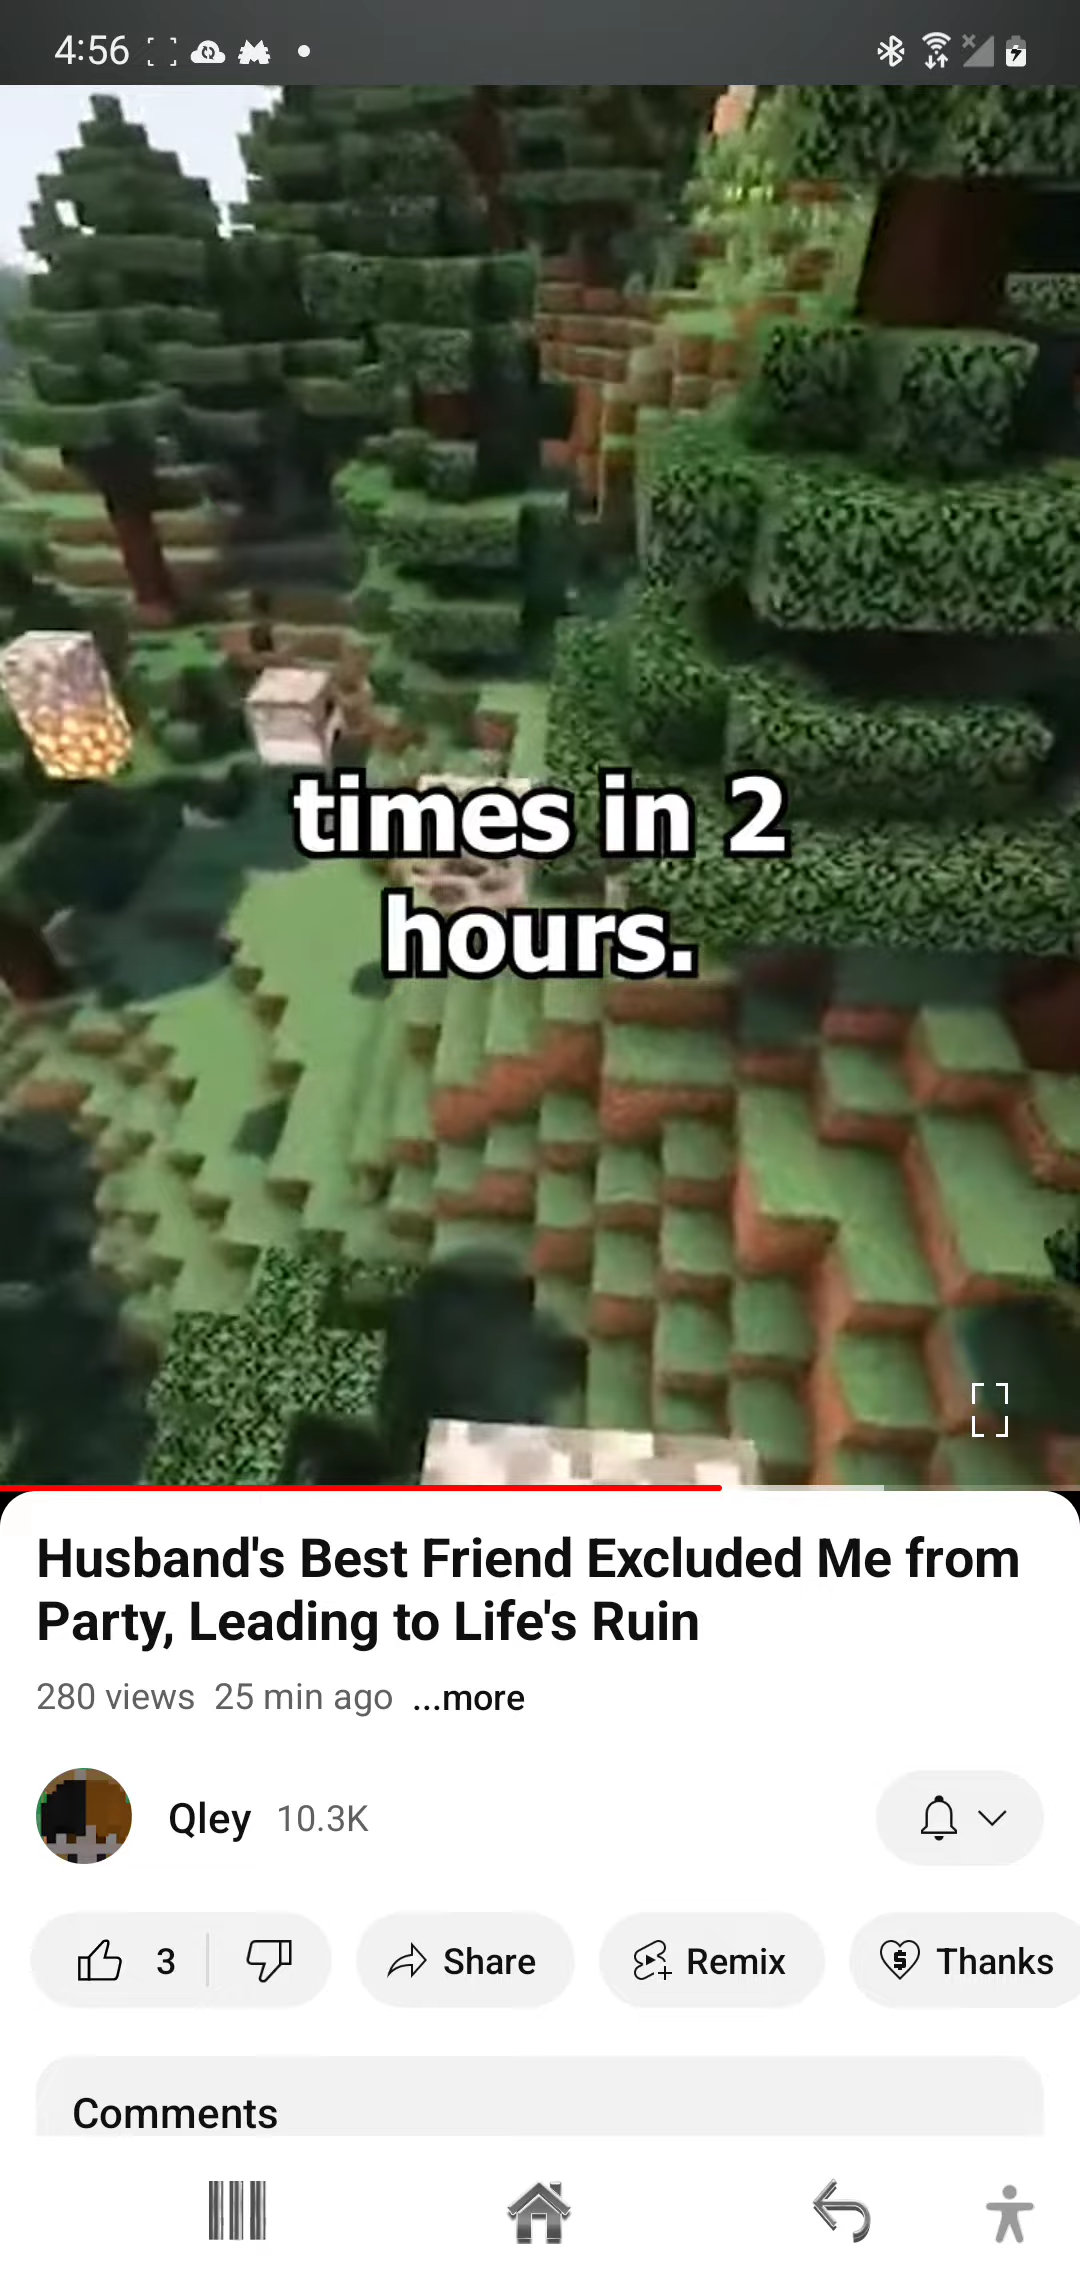 4:56
times in 2
hours.
Husband's Best Friend Excluded Me from
Party, Leading to Life's Ruin
280 views 25 min ago ...more
Qley 10.3K
3 Share Remix Thanks
Comments